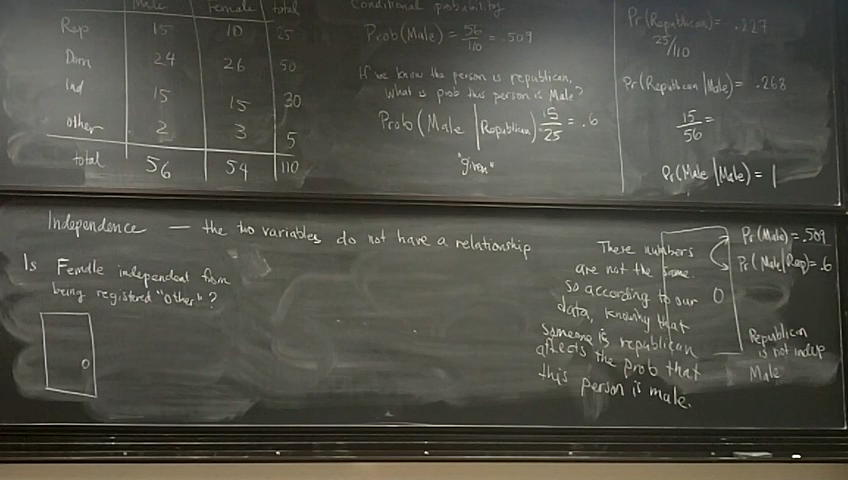 Male Female total
Rep 15 10 25
Dem 24 26 50
Ind 15 15 30
other 2 3 5
total 56 54 110
Conditional probability
Prob(Male) = 56/110 = .509
If we know the person is republican,
what is prob this person is Male?
Prob(Male | Republican) 15/25 = .6
"given"
Pr(Republican) = .227
25/110
Pr(Republican | Male) = .268
15/56 =
Pr(Male | Male) = 1
Independence — the two variables do not have a relationship
Is Female independent from
being registered "Other"?
These numbers
are not the same.
so according to our
data, knowing that
someone is republican
affects the prob that
this person is male.
Pr(Male) = .509
Pr(Male|Rep) = .6
Republican
is not indep
Male